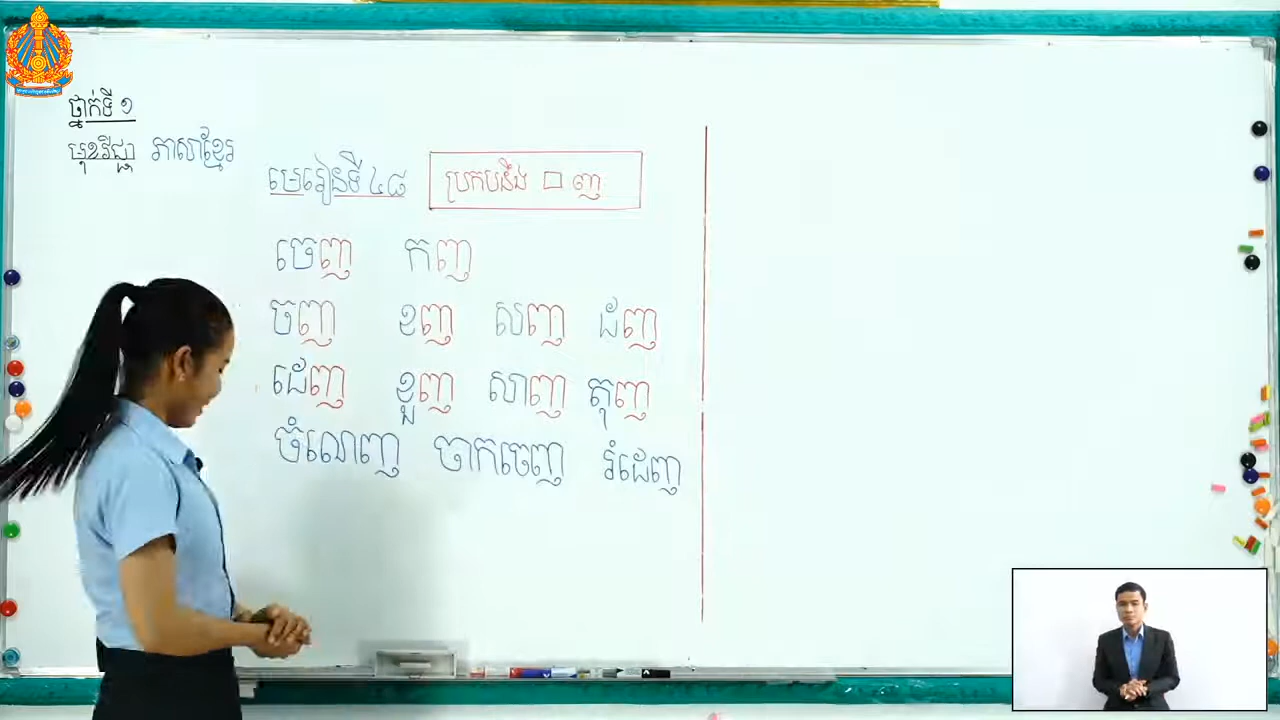 ថ្នាក់ទី ១
មុខវិជ្ជា ភាសាខ្មែរ
មេរៀនទី ៤៨ ប្រកបនឹង □ ញ
ចេញ កញ
ចញ ខញ សញ ដញ
ដេញ ខួញ សាញ តុញ
ចំណេញ ចាកចេញ រំដេញ